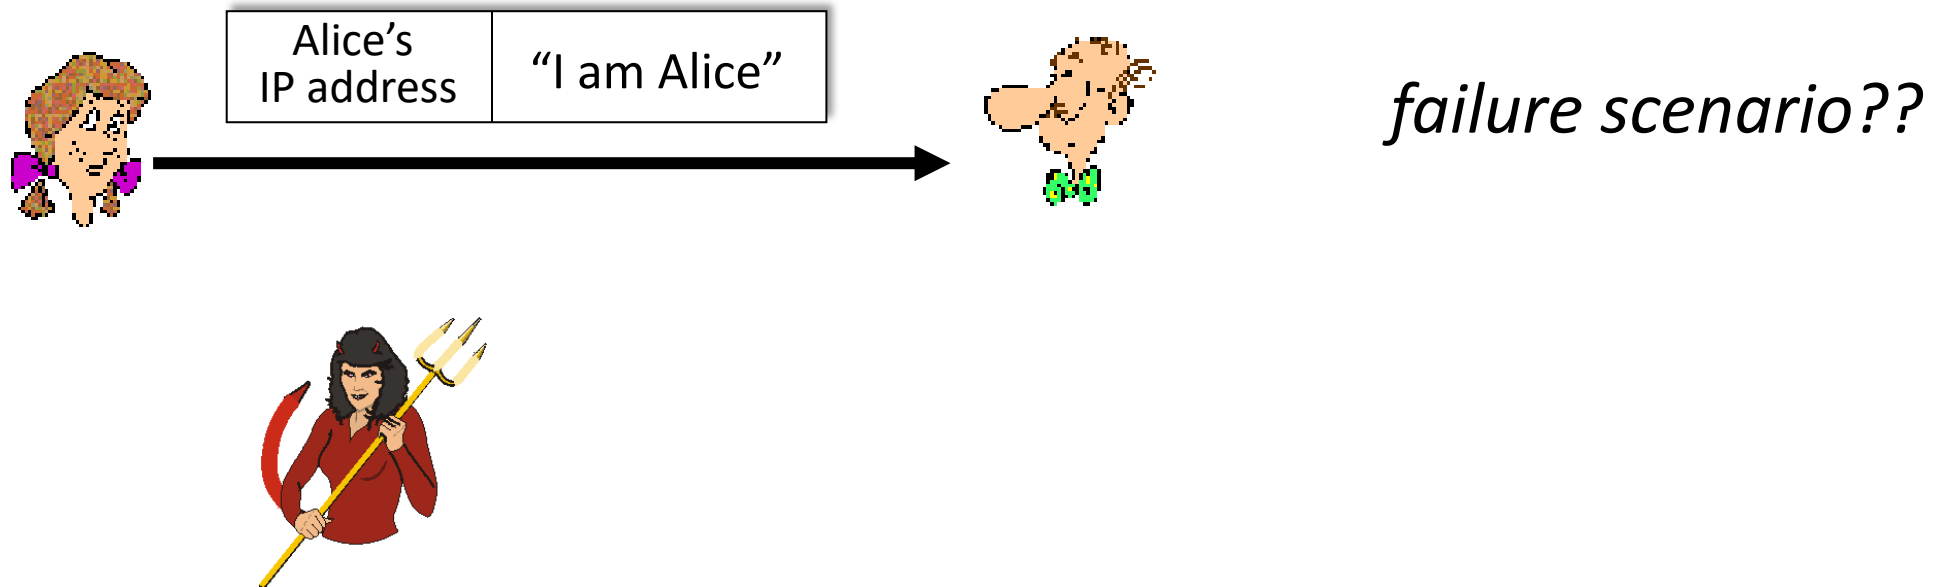 Alice’s
IP address
“I am Alice”
failure scenario??